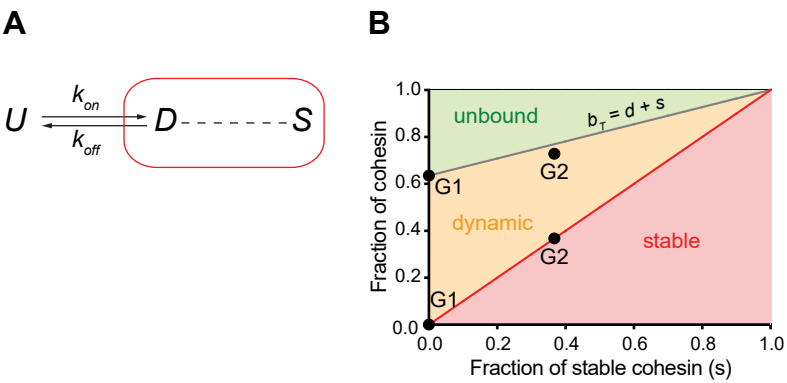 A
U
k_on
k_off
D
S
B
Fraction of cohesin
1.0
0.8
0.6
0.4
0.2
0.0
unbound
b_T = d + s
G1
G2
dynamic
stable
G2
G1
0.0 0.2 0.4 0.6 0.8 1.0
Fraction of stable cohesin (s)